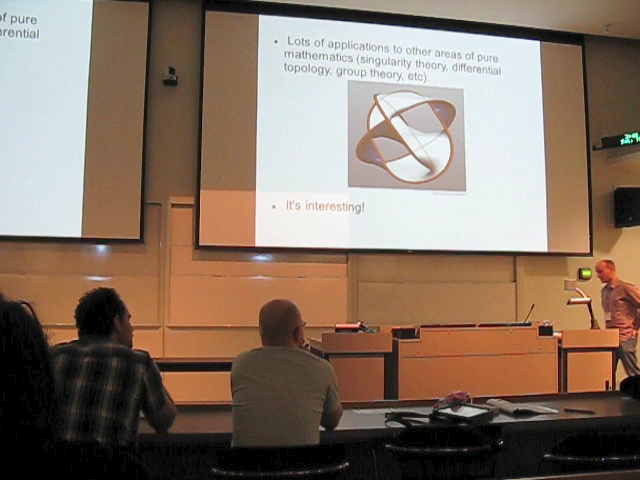 of pure
erential
• Lots of applications to other areas of pure
mathematics (singularity theory, differential
topology, group theory, etc).
• It's interesting!